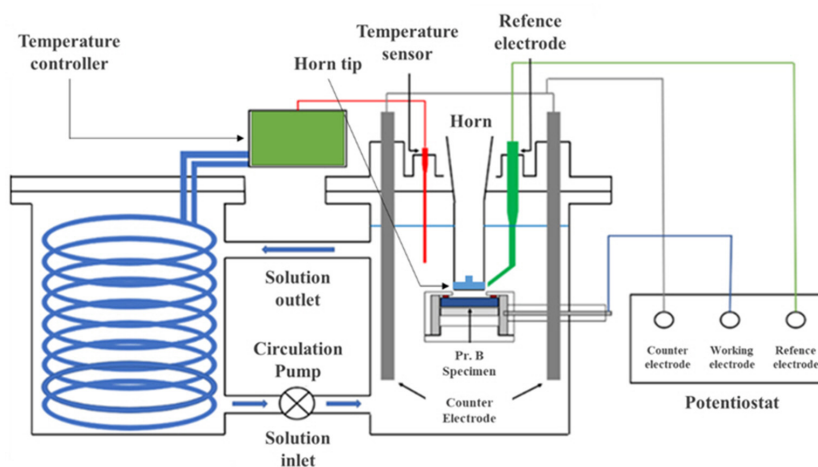 Temperature
controller
Horn tip
Temperature
sensor
Refence
electrode
Horn
Solution
outlet
Circulation
Pump
Solution
inlet
Pr. B
Specimen
Counter
Electrode
Counter
electrode
Working
electrode
Refence
electrode
Potentiostat